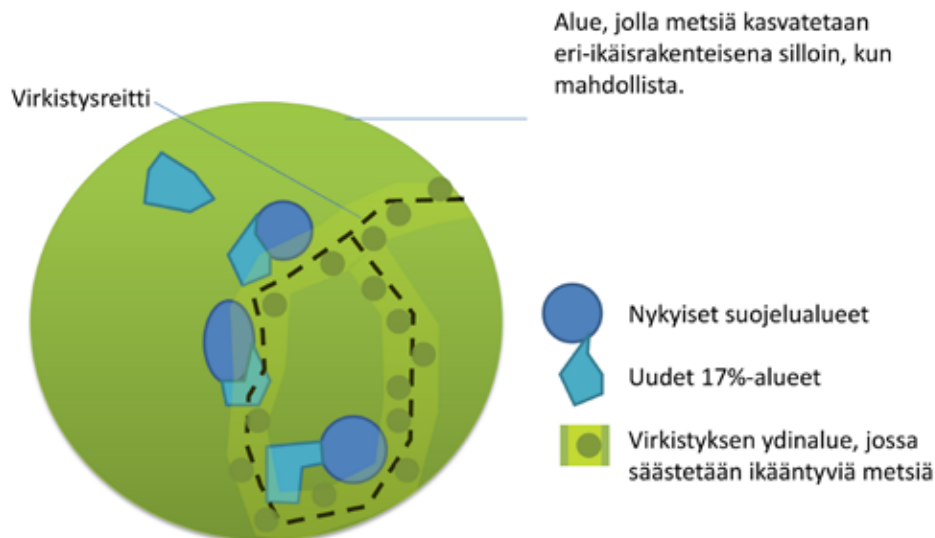 Alue, jolla metsiä kasvatetaan
eri-ikäisrakenteisena silloin, kun
mahdollista.
Virkistysreitti
Nykyiset suojelualueet
Uudet 17%-alueet
Virkistyksen ydinalue, jossa
säästetään ikääntyviä metsiä